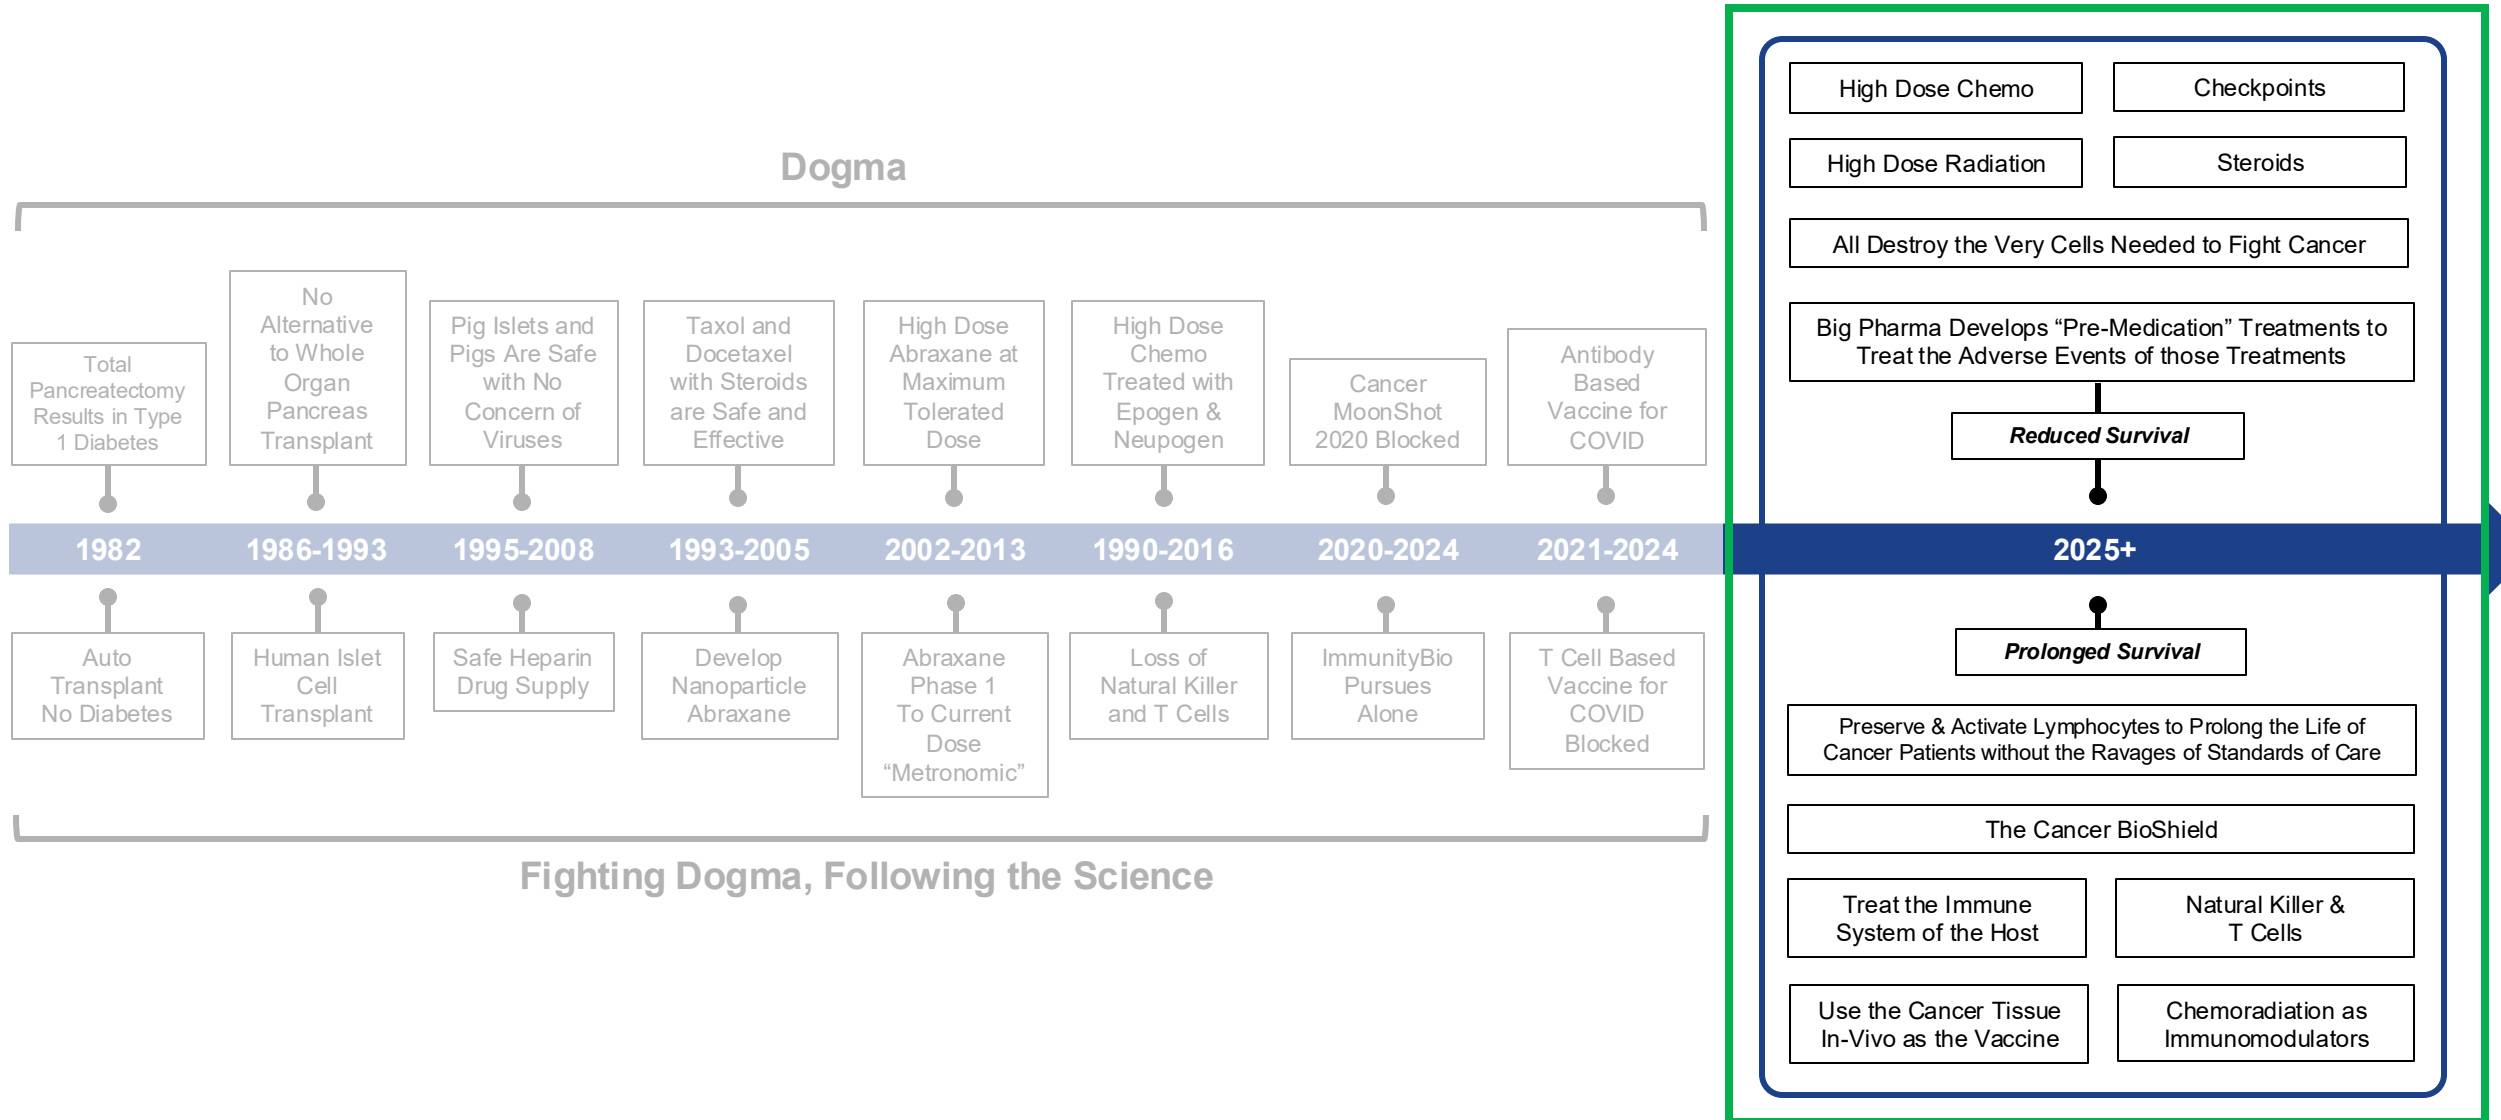 Dogma
Total
Pancreatectomy
Results in Type
1 Diabetes
No
Alternative
to Whole
Organ
Pancreas
Transplant
Pig Islets and
Pigs Are Safe
with No
Concern of
Viruses
Taxol and
Docetaxel
with Steroids
are Safe and
Effective
High Dose
Abraxane at
Maximum
Tolerated
Dose
High Dose
Chemo
Treated with
Epogen &
Neupogen
Cancer
MoonShot
2020 Blocked
Antibody
Based
Vaccine for
COVID
1982
1986-1993
1995-2008
1993-2005
2002-2013
1990-2016
2020-2024
2021-2024
Auto
Transplant
No Diabetes
Human Islet
Cell
Transplant
Safe Heparin
Drug Supply
Develop
Nanoparticle
Abraxane
Abraxane
Phase 1
To Current
Dose
“Metronomic”
Loss of
Natural Killer
and T Cells
ImmunityBio
Pursues
Alone
T Cell Based
Vaccine for
COVID
Blocked
Fighting Dogma, Following the Science
High Dose Chemo
Checkpoints
High Dose Radiation
Steroids
All Destroy the Very Cells Needed to Fight Cancer
Big Pharma Develops “Pre-Medication” Treatments to
Treat the Adverse Events of those Treatments
Reduced Survival
2025+
Prolonged Survival
Preserve & Activate Lymphocytes to Prolong the Life of
Cancer Patients without the Ravages of Standards of Care
The Cancer BioShield
Treat the Immune
System of the Host
Natural Killer &
T Cells
Use the Cancer Tissue
In-Vivo as the Vaccine
Chemoradiation as
Immunomodulators